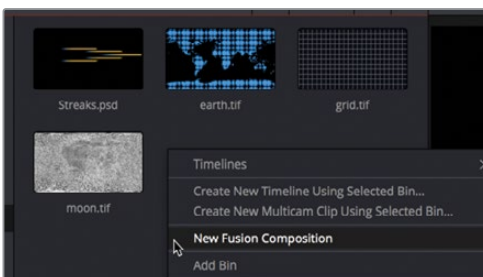 Streaks.psd earth.tif grid.tif
moon.tif
Timelines
Create New Timeline Using Selected Bin...
Create New Multicam Clip Using Selected Bin...
New Fusion Composition
Add Bin